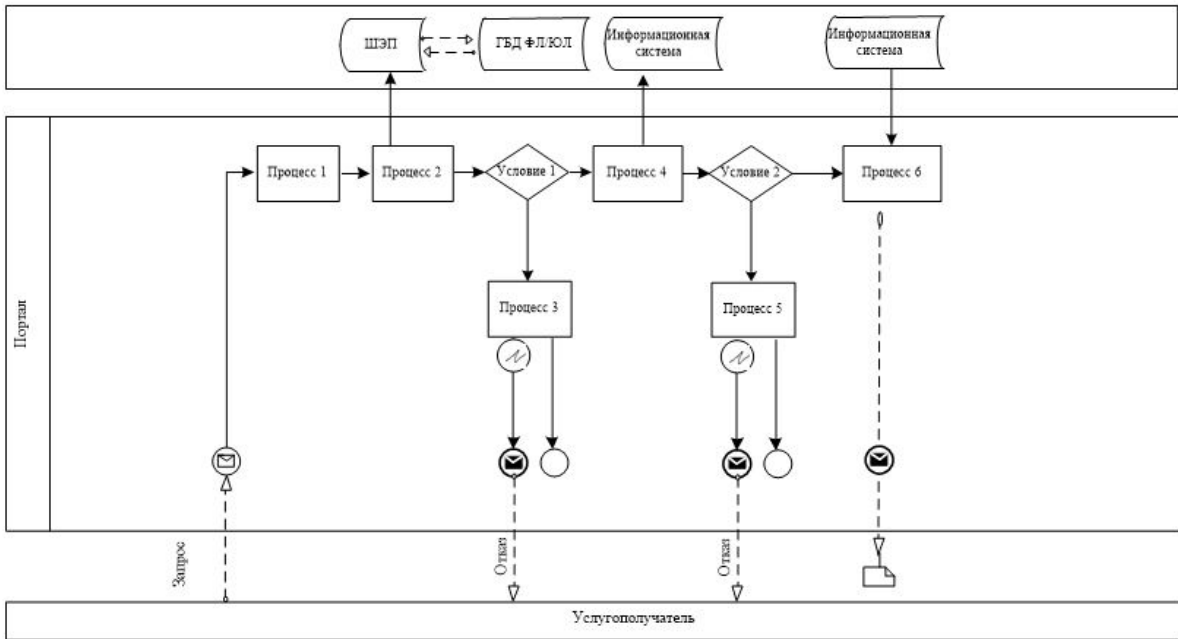 ШЭП
ГБД ФЛ/ЮЛ
Информационная
система
Информационная
система
Портал
Процесс 1
Процесс 2
Условие 1
Процесс 4
Условие 2
Процесс 6
Процесс 3
Процесс 5
Запрос
Отказ
Отказ
Услугополучатель